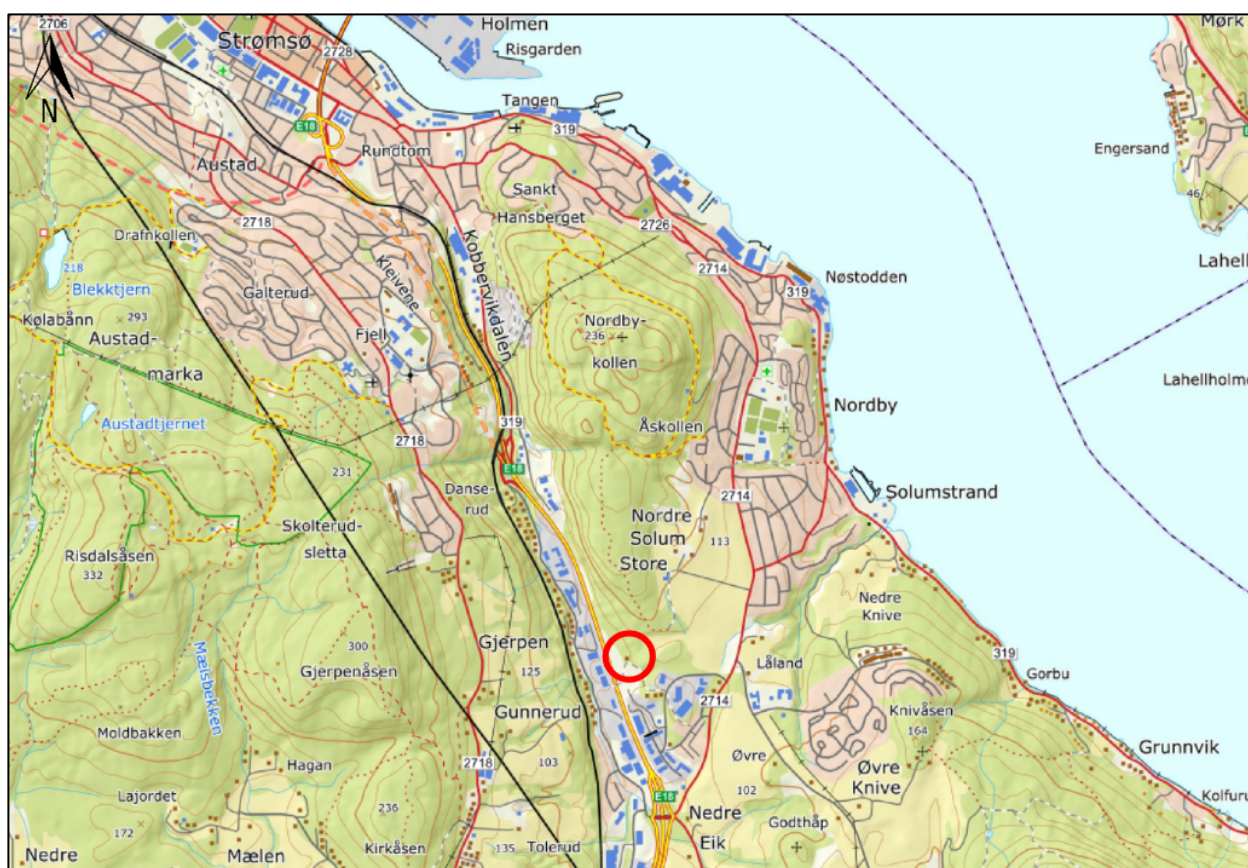 2706
Holmen
Strømsø
Risgarden
2728
N
Tangen
E18
319
Mørk
Engersand
46
Rundtom
Austad
Sankt
Hansberget
2718
2726
Drafnkollen
Kobbervikdalen
Kleivene
218
Blekktjern
Galterud
2714
319
Nøstodden
Lahell
293
Kølabånn
Austad-
marka
Fjell
Nordby-
236
kollen
Lahellholme
Nordby
319
Åskollen
Austadtjernet
2718
E18
231
Danse-
rud
2714
Solumstrand
Skolterud-
sletta
Nordre
Solum
113
Store
Risdalsåsen
332
Nedre
Knive
Mælsbekken
300
Gjerpenåsen
Gjerpen
125
Låland
319
Gorbu
Gunnerud
2714
Knivåsen
164
Moldbakken
Hagan
2718
103
Øvre
102
Øvre
Knive
Grunnvik
Lajordet
172
236
E18
Nedre
Eik
Godthåp
Kolfuru
Nedre
Mælen
Kirkåsen
135
Tolerud